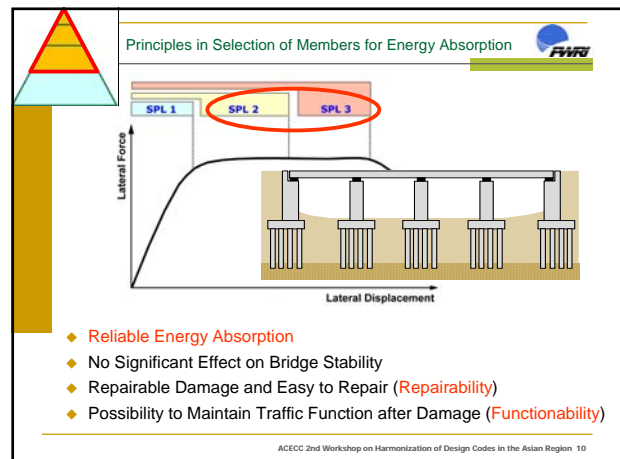 Principles in Selection of Members for Energy Absorption
PWRI
SPL 1
SPL 2
SPL 3
Lateral Force
Lateral Displacement
Reliable Energy Absorption
No Significant Effect on Bridge Stability
Repairable Damage and Easy to Repair (Repairability)
Possibility to Maintain Traffic Function after Damage (Functionability)
ACECC 2nd Workshop on Harmonization of Design Codes in the Asian Region 10